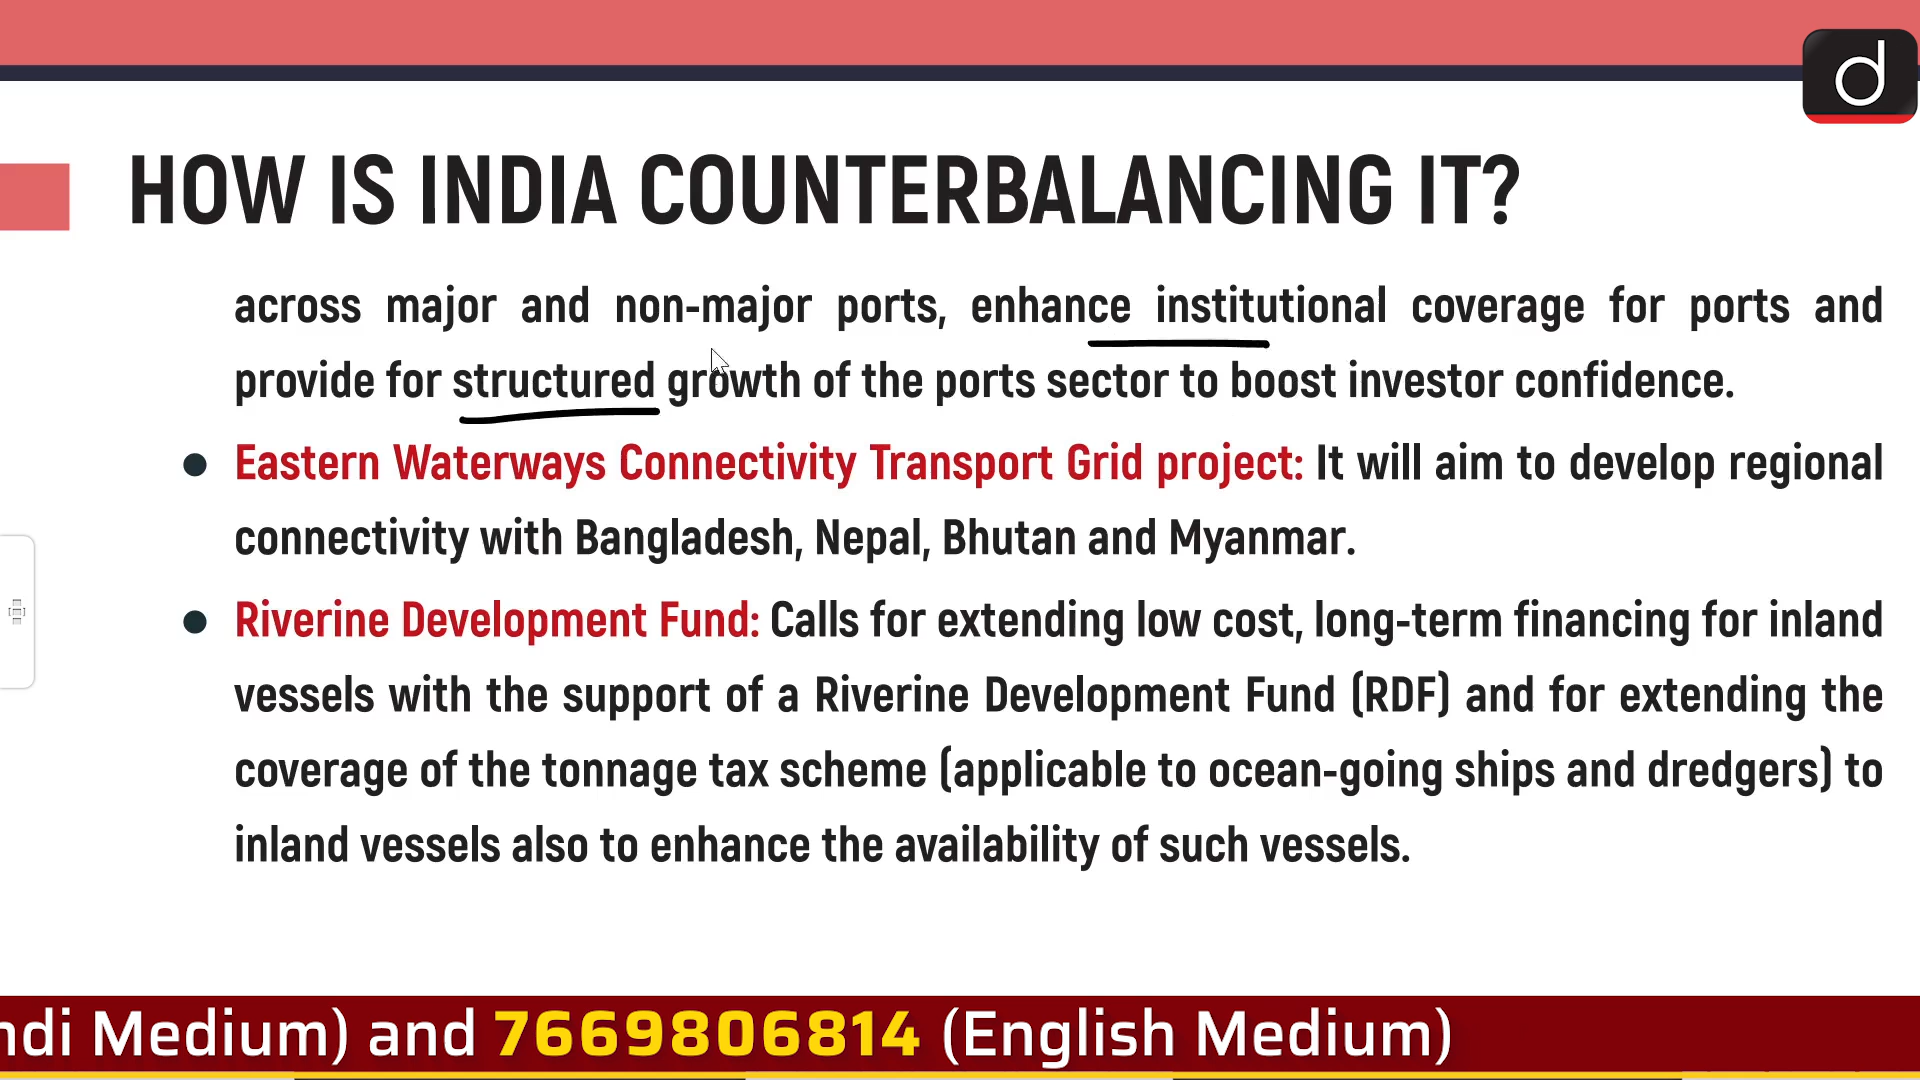 d
HOW IS INDIA COUNTERBALANCING IT?
across major and non-major ports, enhance institutional coverage for ports and
provide for structured growth of the ports sector to boost investor confidence.
● Eastern Waterways Connectivity Transport Grid project: It will aim to develop regional
connectivity with Bangladesh, Nepal, Bhutan and Myanmar.
● Riverine Development Fund: Calls for extending low cost, long-term financing for inland
vessels with the support of a Riverine Development Fund (RDF) and for extending the
coverage of the tonnage tax scheme (applicable to ocean-going ships and dredgers) to
inland vessels also to enhance the availability of such vessels.
ndi Medium) and 7669806814 (English Medium)